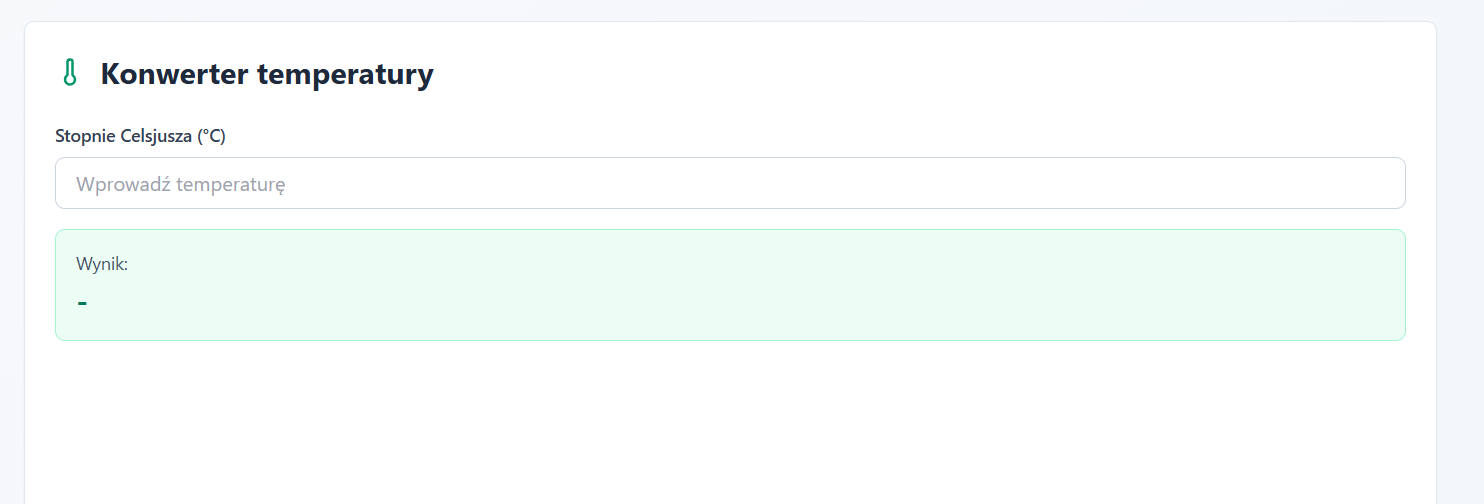 Konwerter temperatury
Stopnie Celsjusza (°C)
Wprowadź temperaturę
Wynik:
-